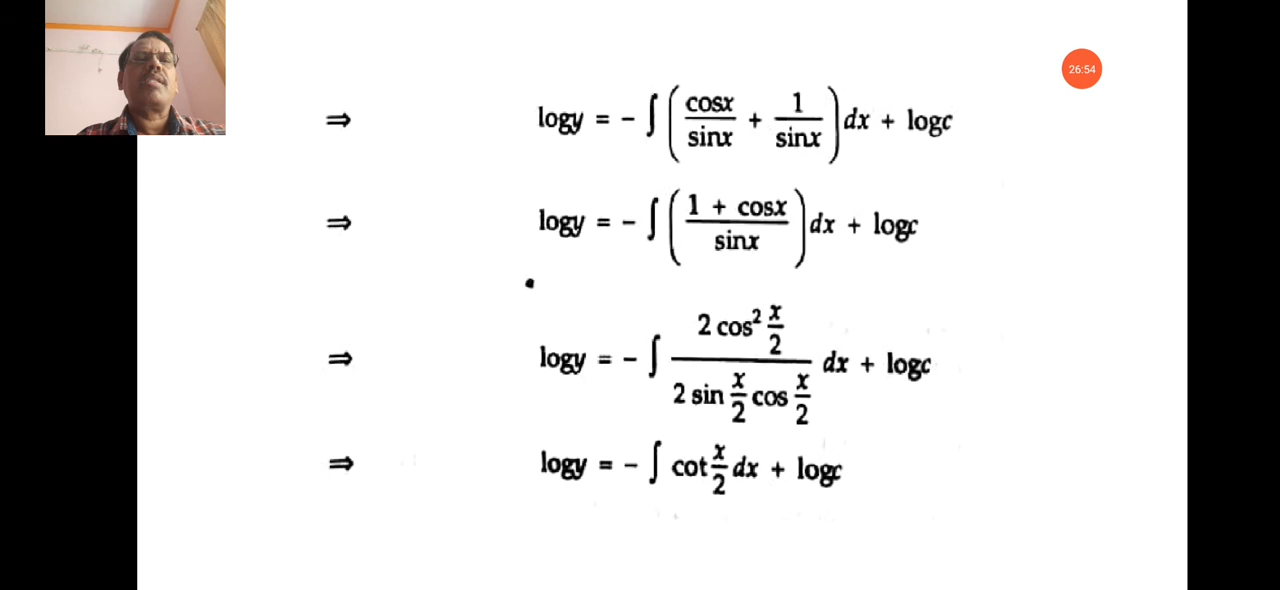 26:54
⇒ logy = - ∫ (cosx/sinx + 1/sinx) dx + logc
⇒ logy = - ∫ ((1 + cosx)/sinx) dx + logc
⇒ logy = - ∫ (2 cos² x/2)/(2 sin x/2 cos x/2) dx + logc
⇒ logy = - ∫ cot x/2 dx + logc